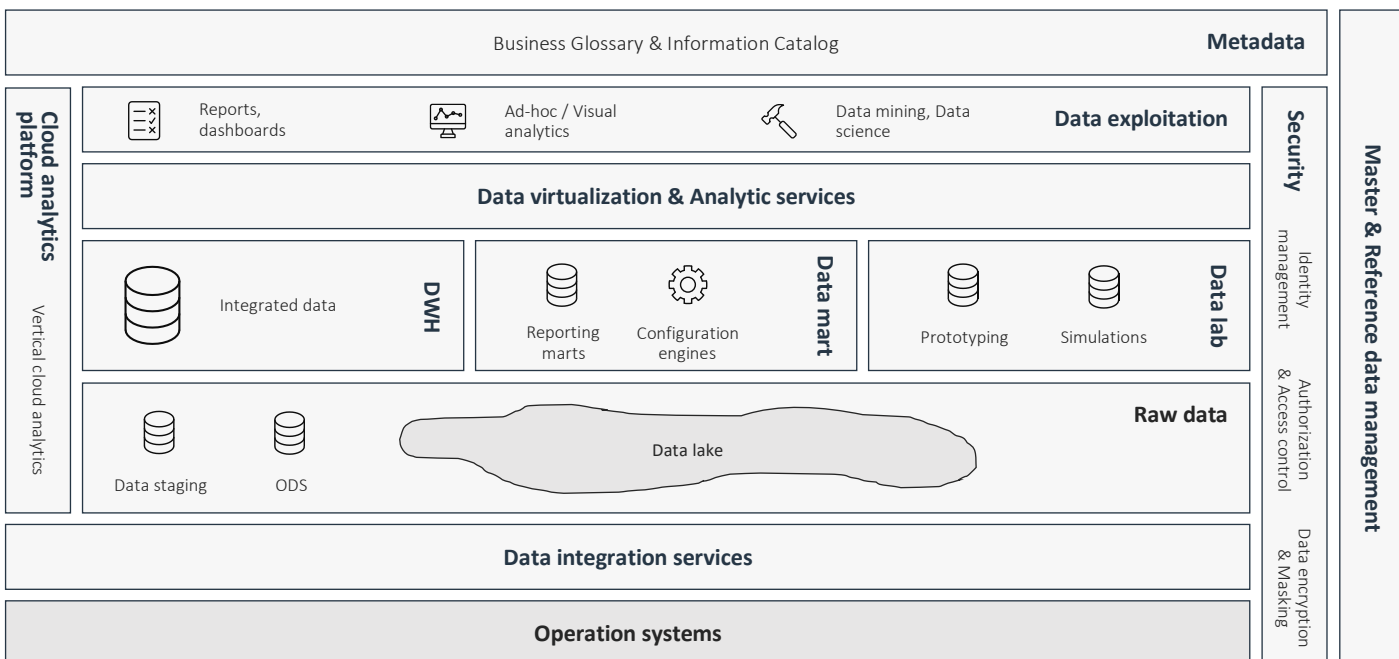 Business Glossary & Information Catalog
Metadata
Cloud analytics
platform
Vertical cloud analytics
Reports,
dashboards
Ad-hoc / Visual
analytics
Data mining, Data
science
Data exploitation
Data virtualization & Analytic services
Integrated data
DWH
Reporting
marts
Configuration
engines
Data mart
Prototyping
Simulations
Data lab
Data staging
ODS
Data lake
Raw data
Data integration services
Operation systems
Security
Identity
management
Authorization
& Access control
Data encryption
& Masking
Master & Reference data management